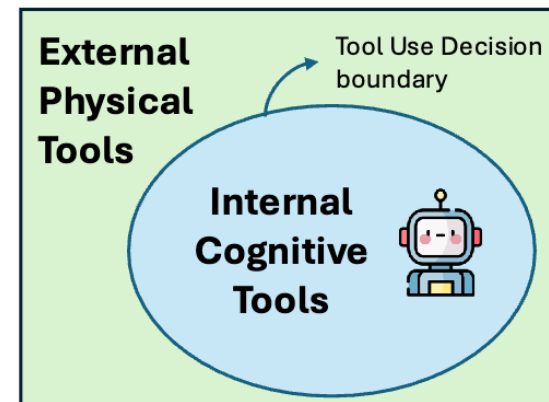 External
Physical
Tools
Tool Use Decision
boundary
Internal
Cognitive
Tools